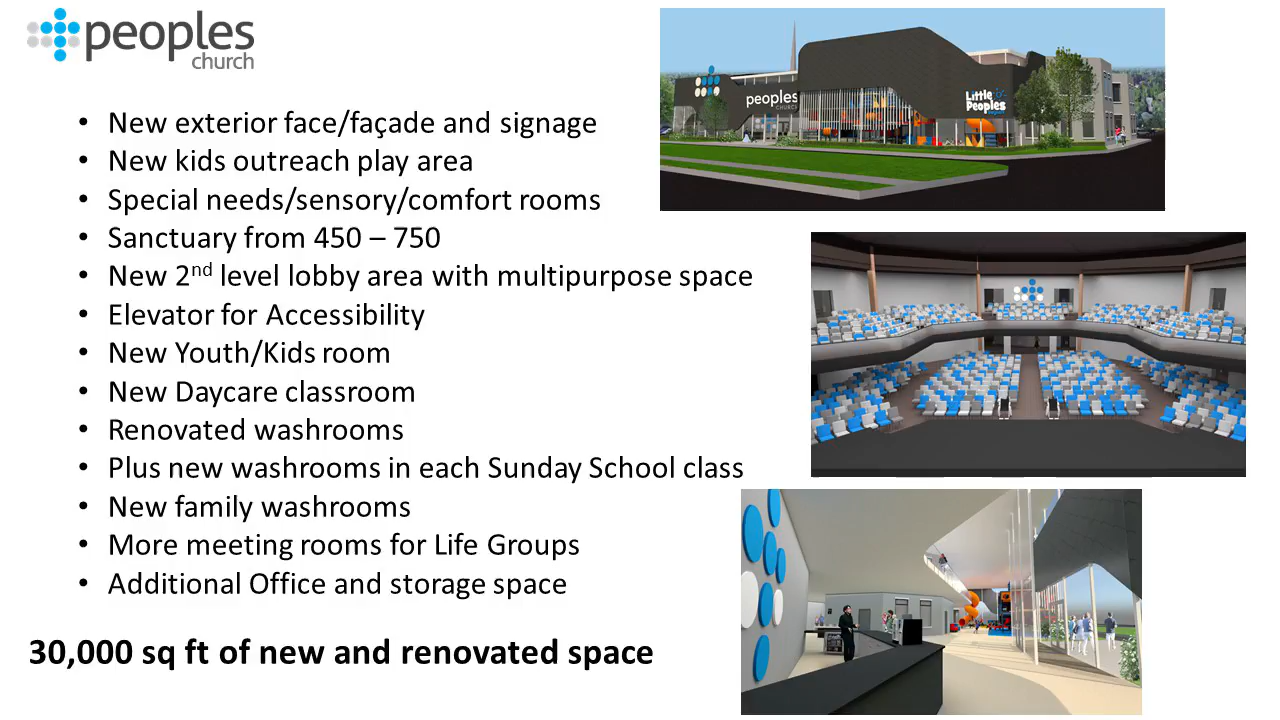 peoples
church
• New exterior face/façade and signage
• New kids outreach play area
• Special needs/sensory/comfort rooms
• Sanctuary from 450 – 750
• New 2nd level lobby area with multipurpose space
• Elevator for Accessibility
• New Youth/Kids room
• New Daycare classroom
• Renovated washrooms
• Plus new washrooms in each Sunday School class
• New family washrooms
• More meeting rooms for Life Groups
• Additional Office and storage space
30,000 sq ft of new and renovated space
peoples
CHURCH
Little
Peoples